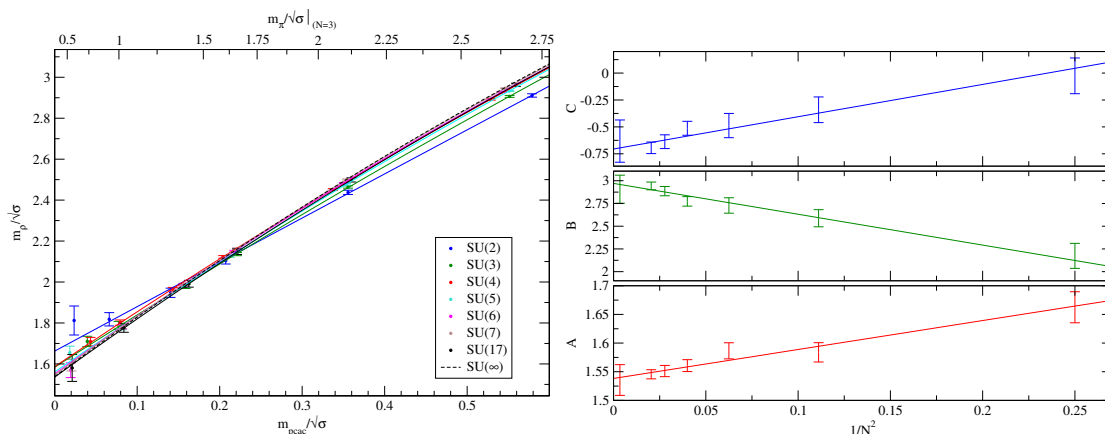 m_π/√σ|_(N=3)
0.5 1 1.5 1.75 2 2.25 2.5 2.75
m_ρ/√σ
3
2.8
2.6
2.4
2.2
2
1.8
1.6
SU(2)
SU(3)
SU(4)
SU(5)
SU(6)
SU(7)
SU(17)
SU(∞)
0 0.1 0.2 0.3 0.4 0.5
m_pcac/√σ
C
0
-0.25
-0.5
-0.75
B
3
2.75
2.5
2.25
2
A
1.7
1.65
1.6
1.55
1.5
0 0.05 0.1 0.15 0.2 0.25
1/N²